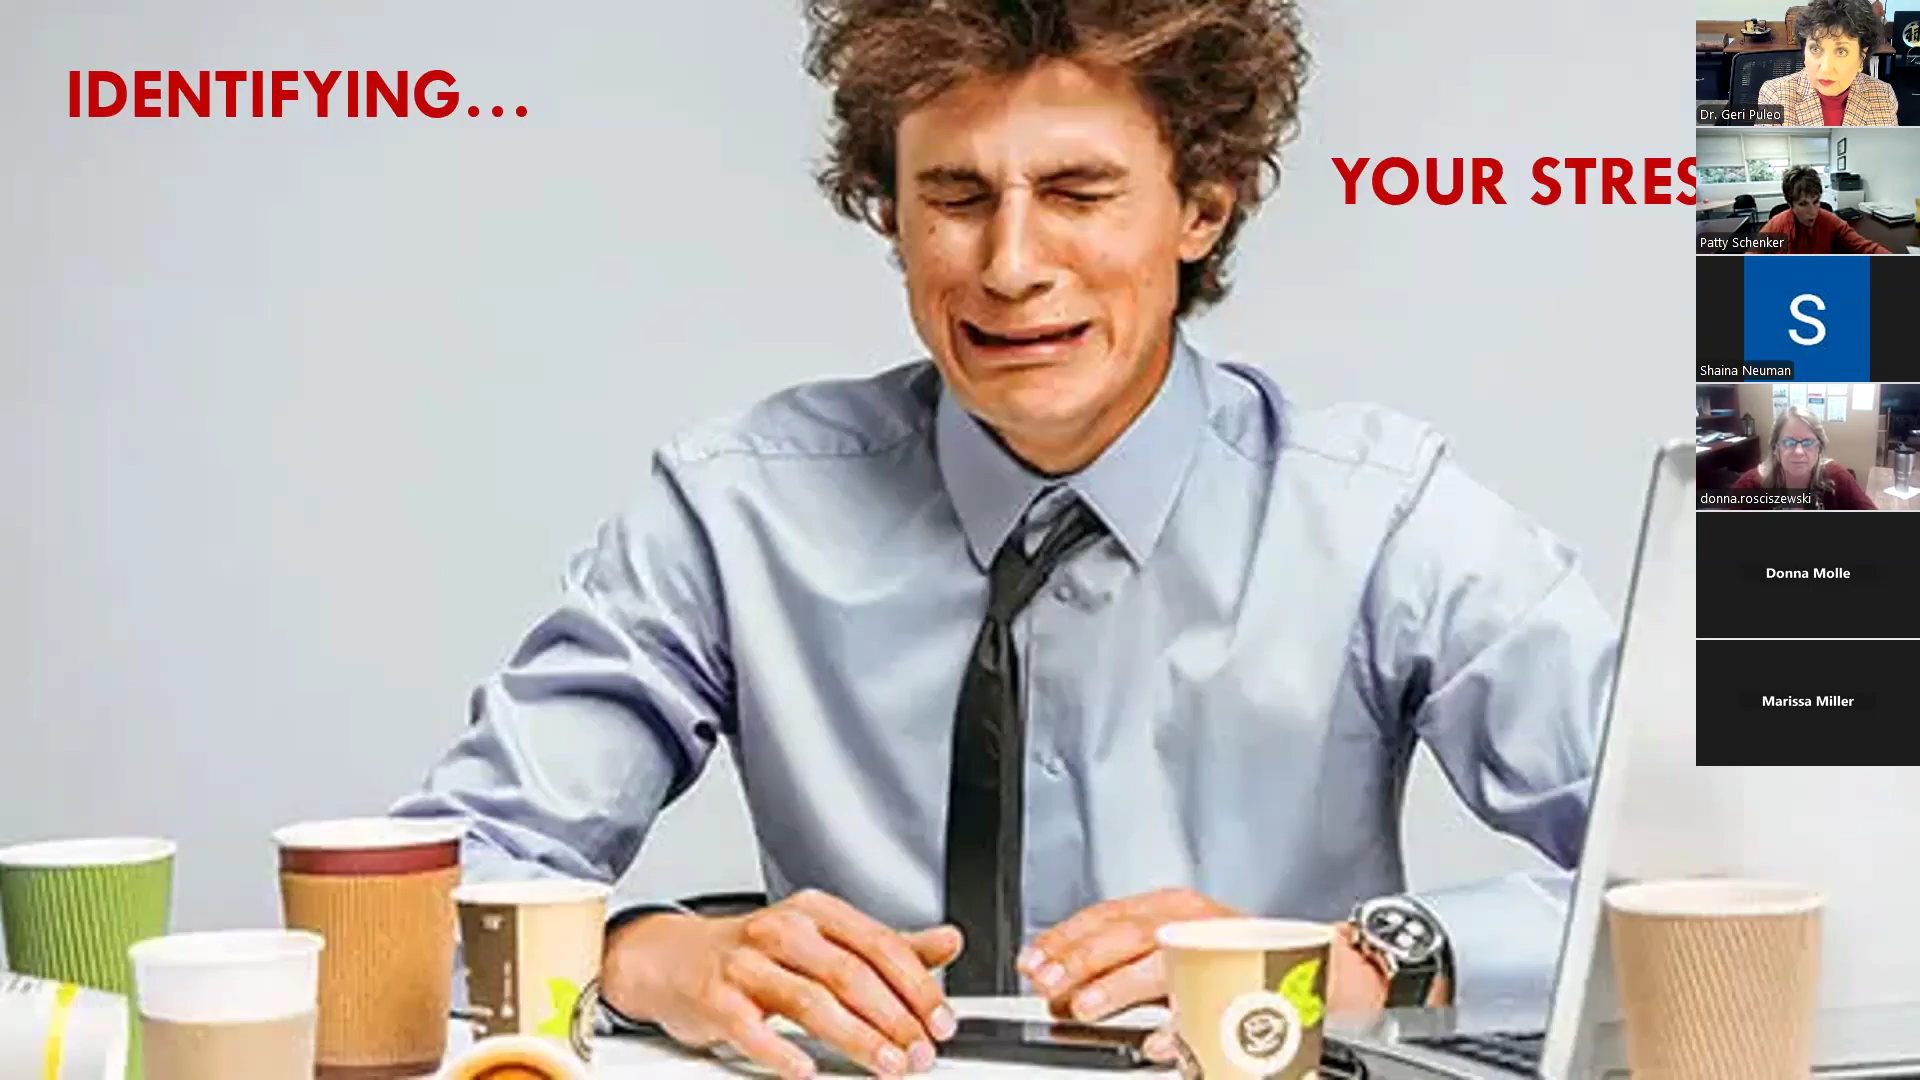 IDENTIFYING...
YOUR STRES
Dr. Geri Puleo
Patty Schenker
S
Shaina Neuman
donna.rosciszewski
Donna Molle
Marissa Miller